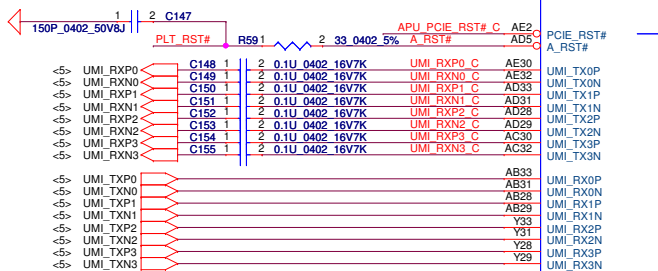 1 2 C147
150P_0402_50V8J
APU_PCIE_RST#_C AE2 PCIE_RST#
PLT_RST# R59 1 2 33_0402_5% A_RST# AD5 A_RST#
<5> UMI_RXP0 C148 1 2 0.1U_0402_16V7K UMI_RXP0_C AE30 UMI_TX0P
<5> UMI_RXN0 C149 1 2 0.1U_0402_16V7K UMI_RXN0_C AE32 UMI_TX0N
<5> UMI_RXP1 C150 1 2 0.1U_0402_16V7K UMI_RXP1_C AD33 UMI_TX1P
<5> UMI_RXN1 C151 1 2 0.1U_0402_16V7K UMI_RXN1_C AD31 UMI_TX1N
<5> UMI_RXP2 C152 1 2 0.1U_0402_16V7K UMI_RXP2_C AD28 UMI_TX2P
<5> UMI_RXN2 C153 1 2 0.1U_0402_16V7K UMI_RXN2_C AD29 UMI_TX2N
<5> UMI_RXP3 C154 1 2 0.1U_0402_16V7K UMI_RXP3_C AC30 UMI_TX3P
<5> UMI_RXN3 C155 1 2 0.1U_0402_16V7K UMI_RXN3_C AC32 UMI_TX3N
<5> UMI_TXP0 AB33 UMI_RX0P
<5> UMI_TXN0 AB31 UMI_RX0N
<5> UMI_TXP1 AB28 UMI_RX1P
<5> UMI_TXN1 AB29 UMI_RX1N
<5> UMI_TXP2 Y33 UMI_RX2P
<5> UMI_TXN2 Y31 UMI_RX2N
<5> UMI_TXP3 Y28 UMI_RX3P
<5> UMI_TXN3 Y29 UMI_RX3N